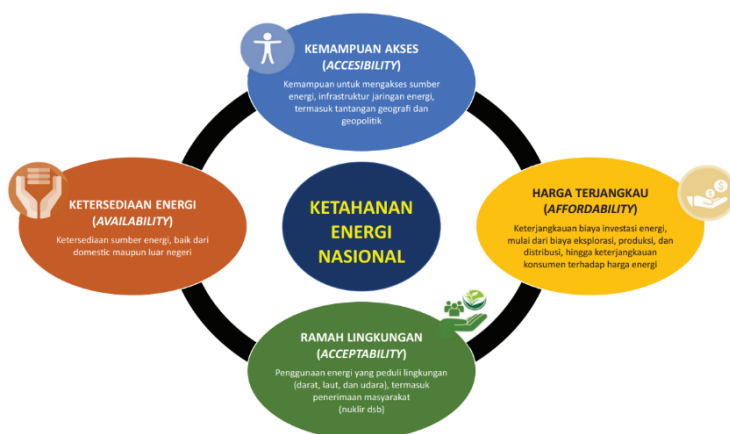 KEMAMPUAN AKSES
(ACCESIBILITY)
Kemampuan untuk mengakses sumber
energi, infrastruktur jaringan energi,
termasuk tantangan geografi dan
geopolitik
KETERSEDIAAN ENERGI
(AVAILABILITY)
Ketersediaan sumber energi, baik dari
domestic maupun luar negeri
KETAHANAN
ENERGI
NASIONAL
HARGA TERJANGKAU
(AFFORDABILITY)
Keterjangkauan biaya investasi energi,
mulai dari biaya eksplorasi, produksi, dan
distribusi, hingga keterjangkauan
konsumen terhadap harga energi
RAMAH LINGKUNGAN
(ACCEPTABILITY)
Penggunaan energi yang peduli lingkungan
(darat, laut, dan udara), termasuk
penerimaan masyarakat
(nuklir dsb)